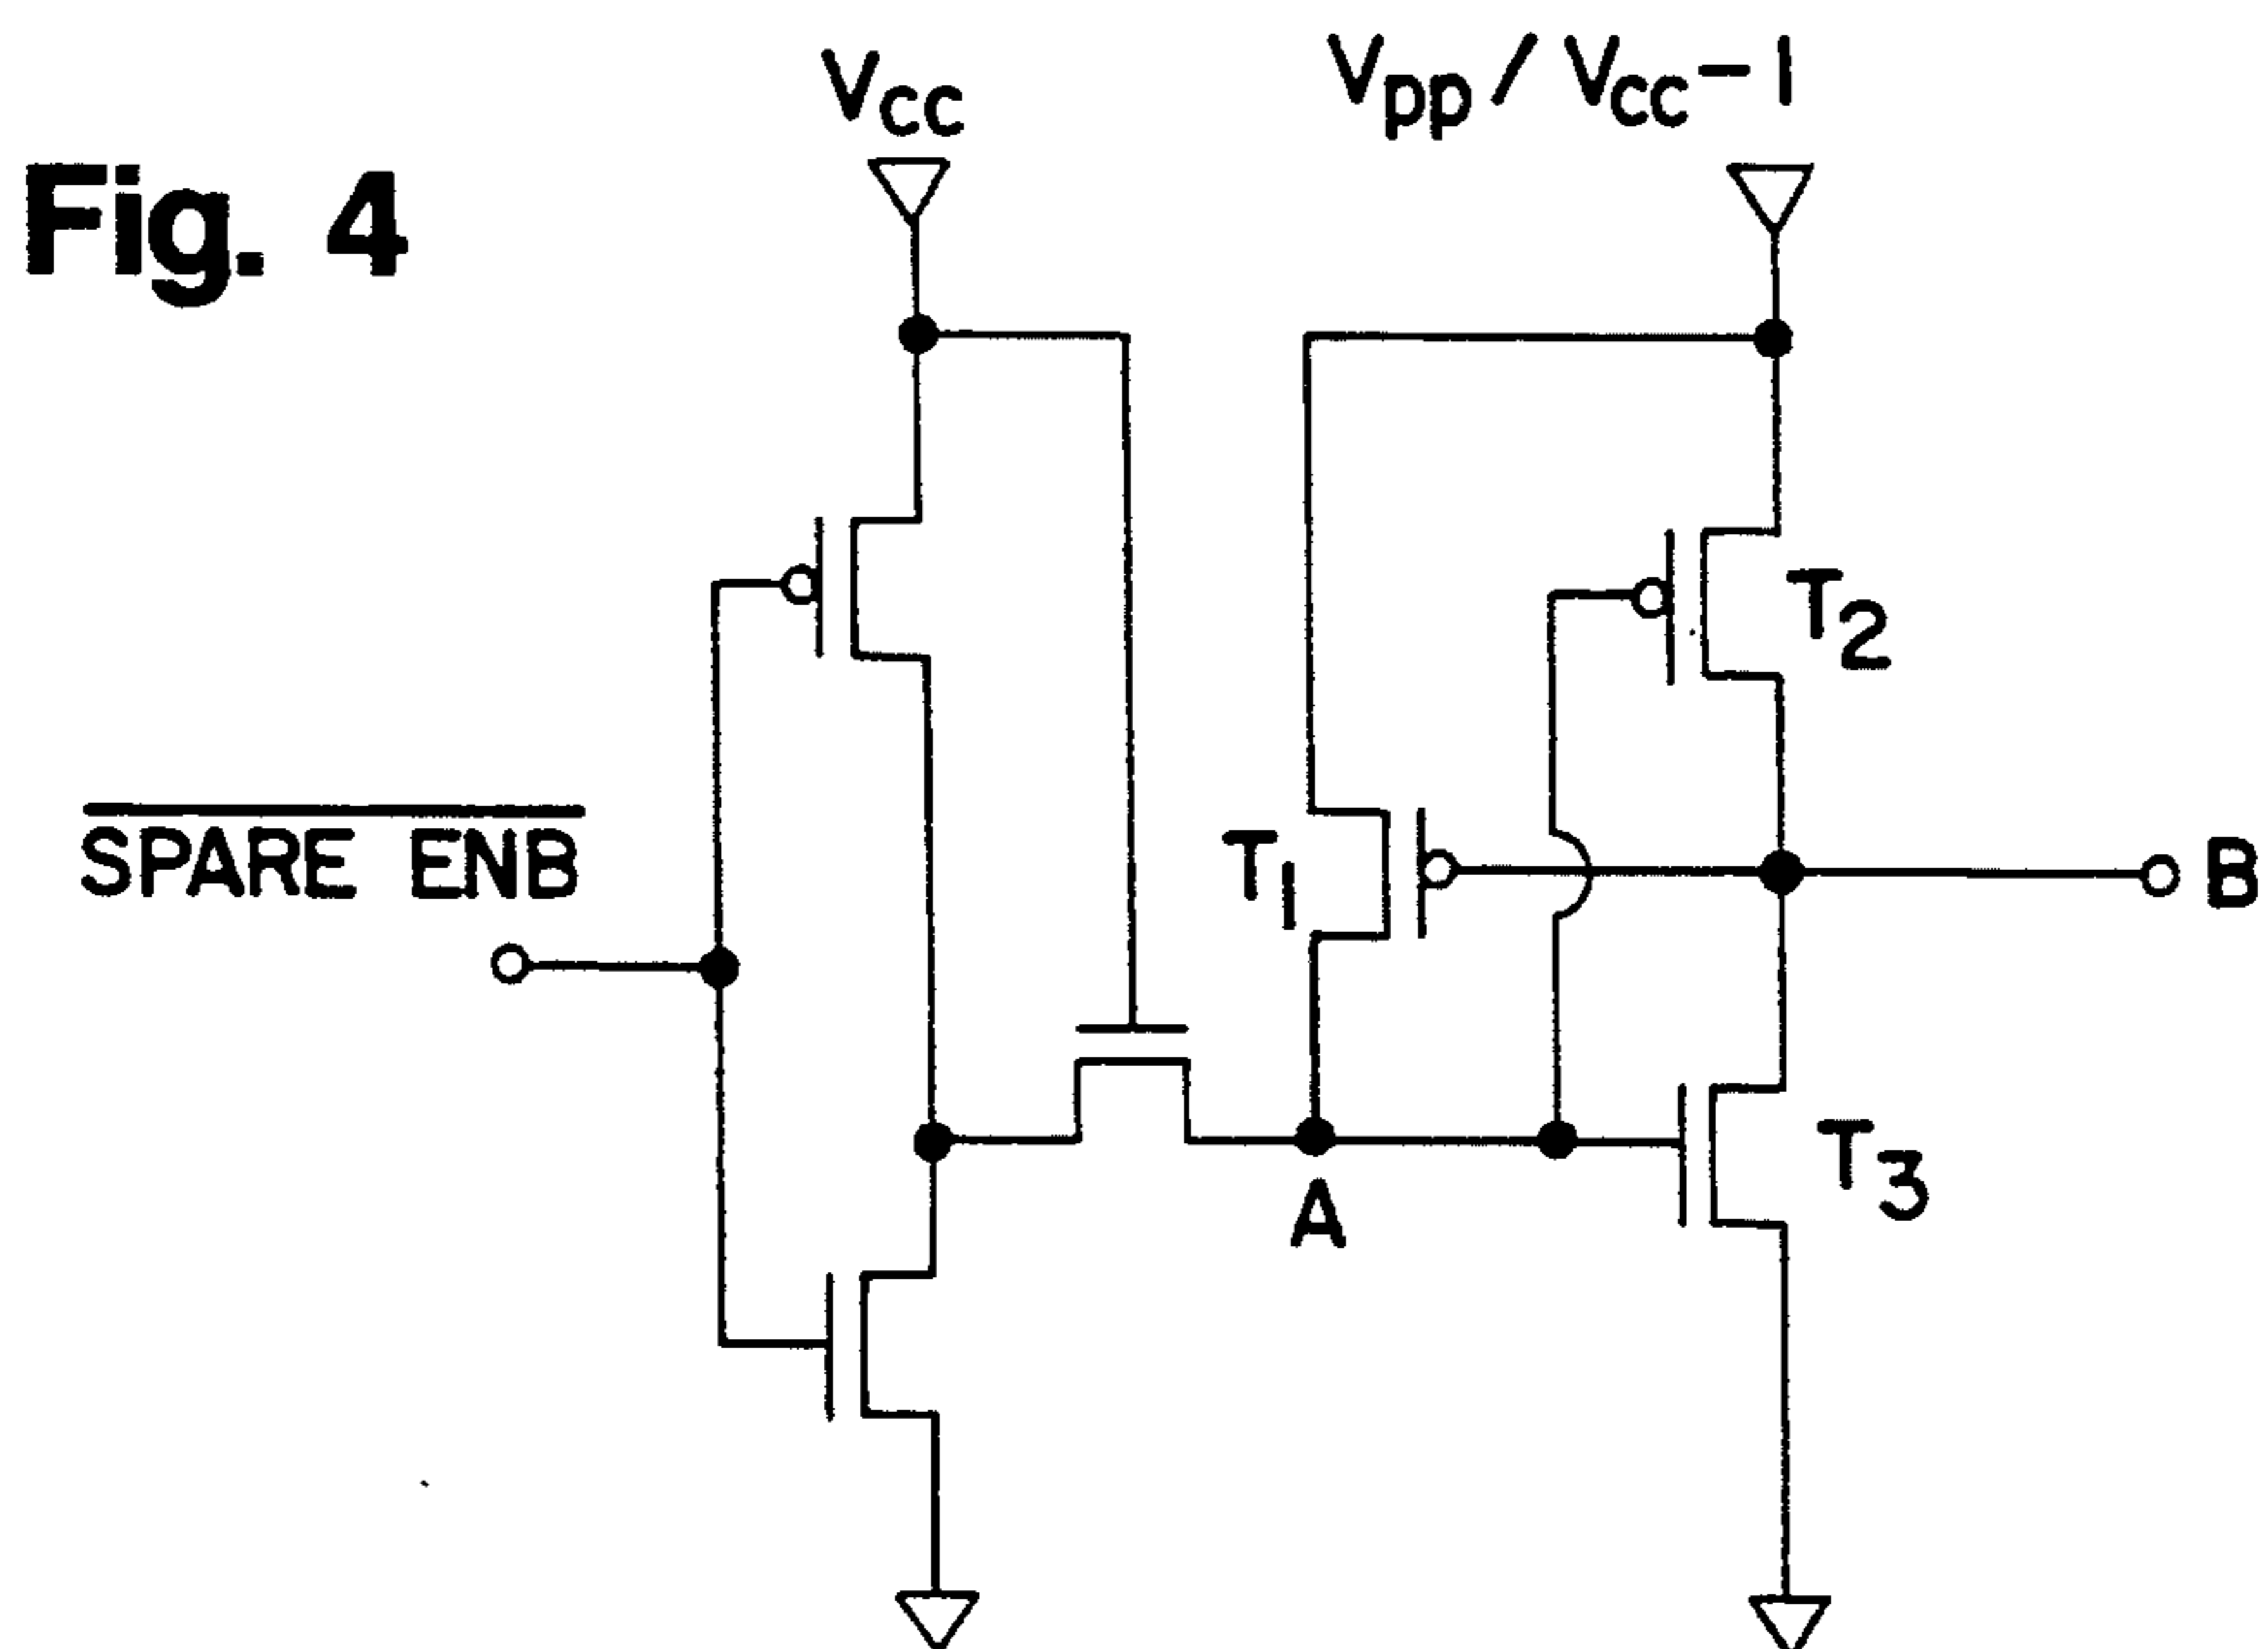 Fig. 4
VCC
Vpp/VCC-1
T2
SPARE ENB
T1
B
A
T3